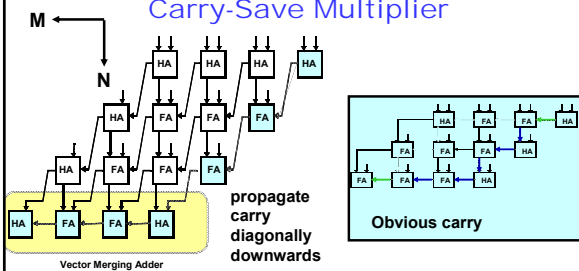 Carry-Save Multiplier
M
N
HA HA HA HA
HA FA FA FA
HA FA FA FA
HA FA FA HA
Vector Merging Adder
propagate
carry
diagonally
downwards
HA FA FA HA
FA FA FA HA
FA FA FA FA HA
Obvious carry